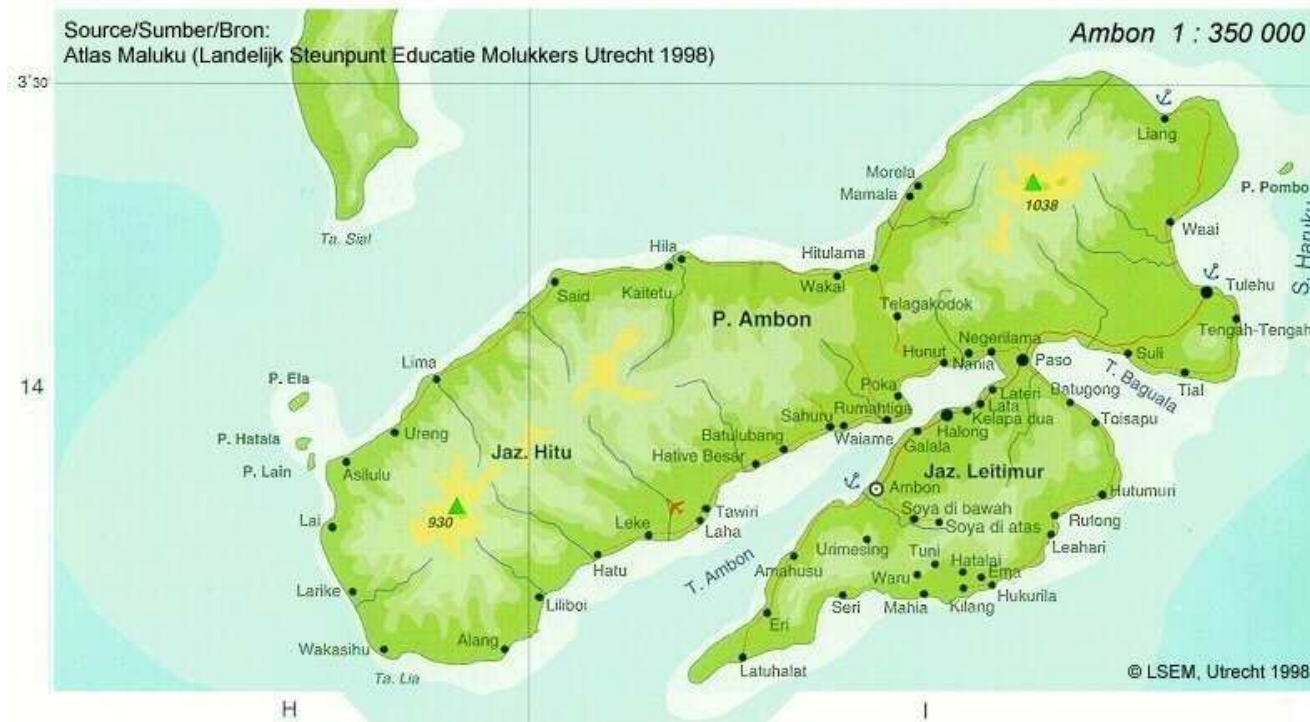 Source/Sumber/Bron:
Atlas Maluku (Landelijk Steunpunt Educatie Molukkers Utrecht 1998)
Ambon 1 : 350 000
3°30
Liang
Morela
Mamala
1038
P. Pombo
Ta. Sial
Waai
Hila
Hitulama
S. Haruku
Kaitetu
Wakal
Said
Tulehu
P. Ambon
Telagakodok
Tengah-Tengah
Negerilama
Lima
Hunut
Nania
Paso
Suli
T. Baguala
14
P. Ela
Poka
Lateri
Batugong
Tial
Lata
Sahuru
Rumahtiga
Kelapa dua
Toisapu
P. Hatala
Ureng
Batulubang
Waiame
Halong
Galala
Jaz. Hitu
P. Lain
Asilulu
Hative Besar
Jaz. Leitimur
Ambon
Hutumuri
930
Tawiri
Soya di bawah
Lai
Leke
Laha
Soya di atas
Rutong
Leahari
Urimesing
Tuni
Hatalai
T. Ambon
Hatu
Amahusu
Waru
Ema
Larike
Liliboi
Seri
Mahia
Kilang
Hukurila
Eri
Wakasihu
Alang
Latuhalat
Ta. Lia
© LSEM, Utrecht 1998
H
I